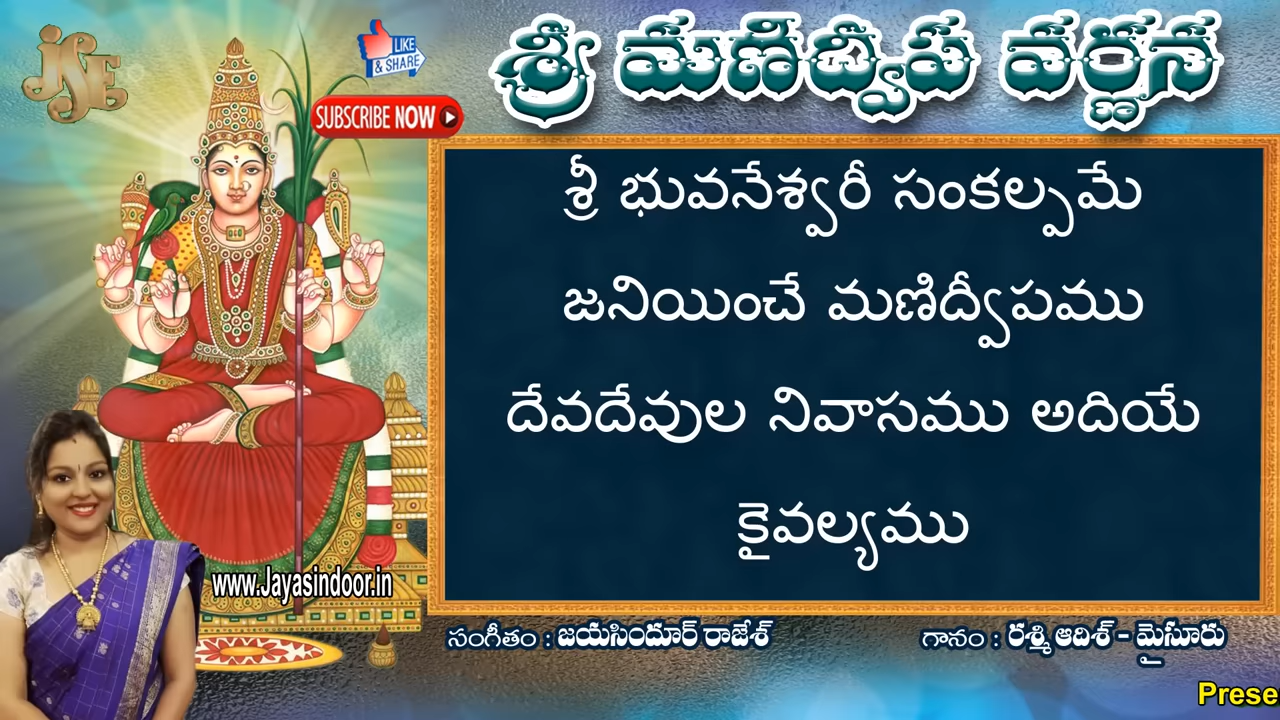 JSE
LIKE
& SHARE
SUBSCRIBE NOW
శ్రీ మణిద్వీప వర్ణన
శ్రీ భువనేశ్వరీ సంకల్పమే
జనియించే మణిద్వీపము
దేవదేవుల నివాసము అదియే
కైవల్యము
www.Jayasindoor.in
సంగీతం : జయసిందూర్ రాజేశ్
గానం : రశ్మి ఆదిశ్ - మైసూరు
Prese